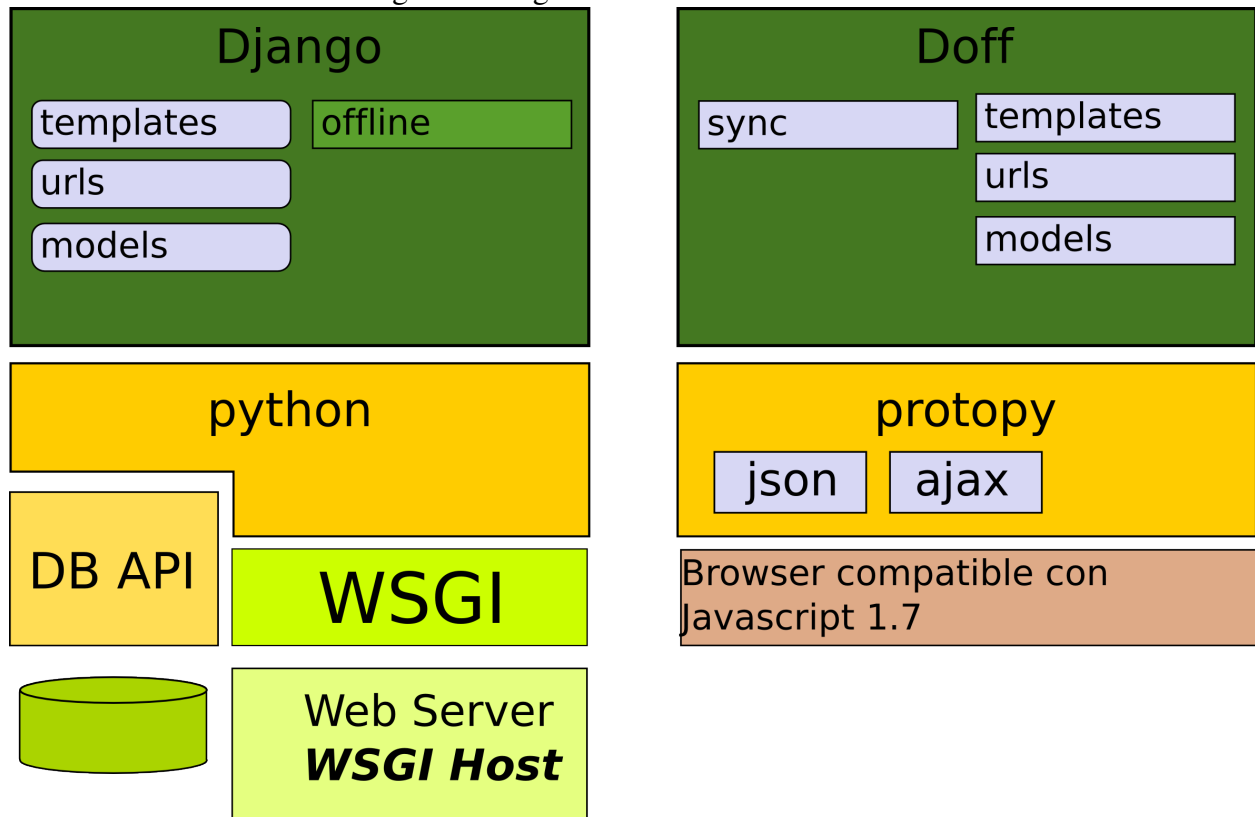 Django
templates
offline
urls
models
python
DB API
WSGI
Web Server
WSGI Host
Doff
sync
templates
urls
models
protopy
json
ajax
Browser compatible con
Javascript 1.7